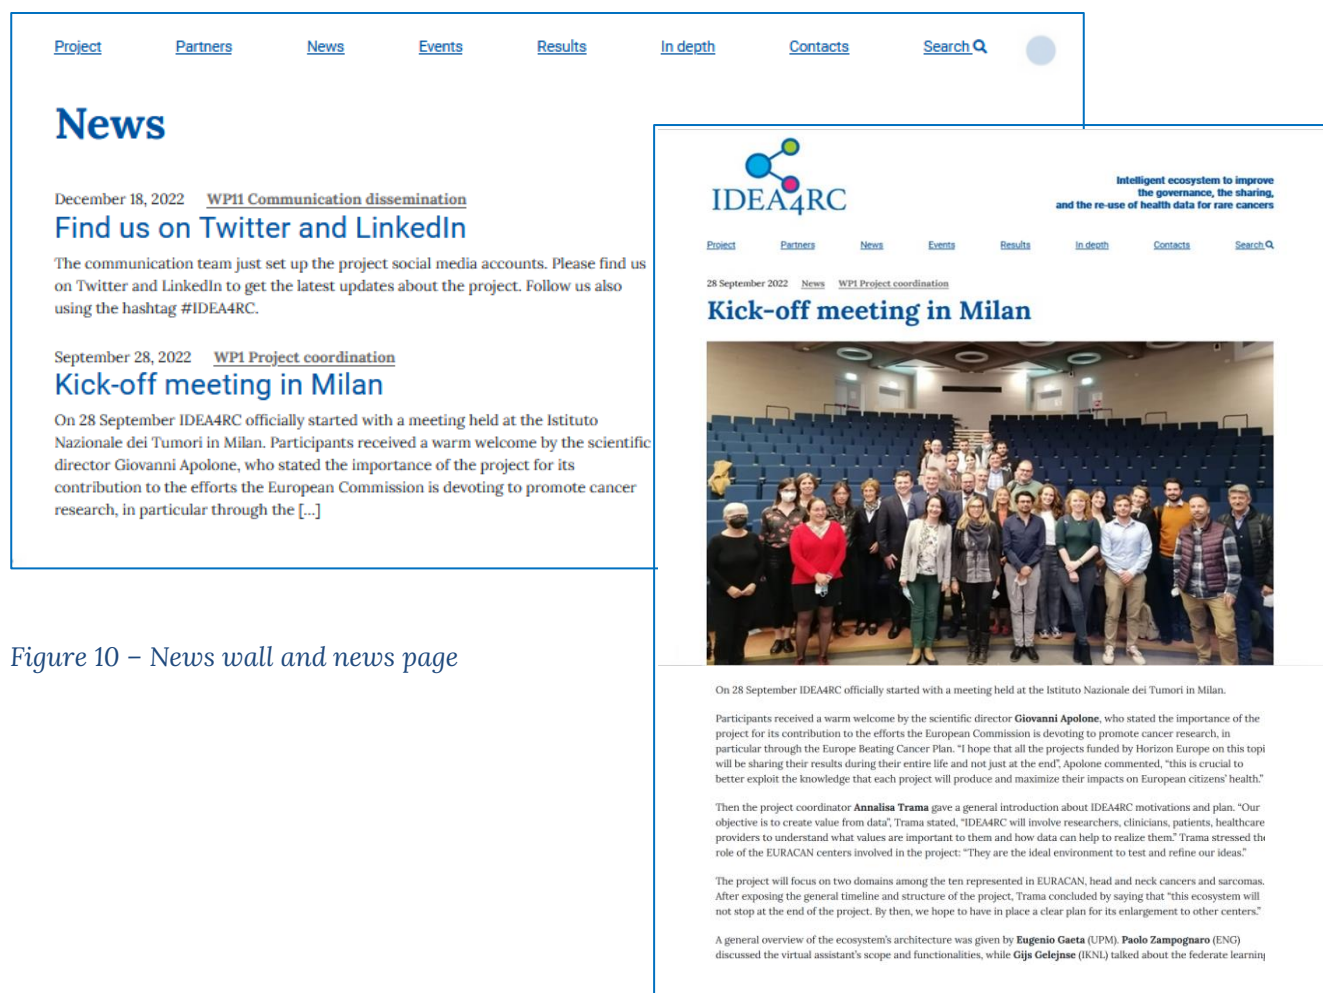 Project Partners News Events Results In depth Contacts Search
News
December 18, 2022 WP11 Communication dissemination
Find us on Twitter and LinkedIn
The communication team just set up the project social media accounts. Please find us
on Twitter and LinkedIn to get the latest updates about the project. Follow us also
using the hashtag #IDEA4RC.
September 28, 2022 WP1 Project coordination
Kick-off meeting in Milan
On 28 September IDEA4RC officially started with a meeting held at the Istituto
Nazionale dei Tumori in Milan. Participants received a warm welcome by the scientific
director Giovanni Apolone, who stated the importance of the project for its
contribution to the efforts the European Commission is devoting to promote cancer
research, in particular through the [...]
Figure 10 – News wall and news page
IDEA4RC
Intelligent ecosystem to improve
the governance, the sharing,
and the re-use of health data for rare cancers
Project Partners News Events Results In depth Contacts Search
28 September 2022 News WP1 Project coordination
Kick-off meeting in Milan
On 28 September IDEA4RC officially started with a meeting held at the Istituto Nazionale dei Tumori in Milan.
Participants received a warm welcome by the scientific director Giovanni Apolone, who stated the importance of the
project for its contribution to the efforts the European Commission is devoting to promote cancer research, in
particular through the Europe Beating Cancer Plan. “I hope that all the projects funded by Horizon Europe on this topi
will be sharing their results during their entire life and not just at the end”, Apolone commented, “this is crucial to
better exploit the knowledge that each project will produce and maximize their impacts on European citizens’ health.”
Then the project coordinator Annalisa Trama gave a general introduction about IDEA4RC motivations and plan. “Our
objective is to create value from data”, Trama stated, “IDEA4RC will involve researchers, clinicians, patients, healthcare
providers to understand what values are important to them and how data can help to realize them.” Trama stressed the
role of the EURACAN centers involved in the project: “They are the ideal environment to test and refine our ideas.”
The project will focus on two domains among the ten represented in EURACAN, head and neck cancers and sarcomas.
After exposing the general timeline and structure of the project, Trama concluded by saying that “this ecosystem will
not stop at the end of the project. By then, we hope to have in place a clear plan for its enlargement to other centers.”
A general overview of the ecosystem’s architecture was given by Eugenio Gaeta (UPM). Paolo Zampognaro (ENG)
discussed the virtual assistant’s scope and functionalities, while Gijs Gelejnse (IKNL) talked about the federate learning